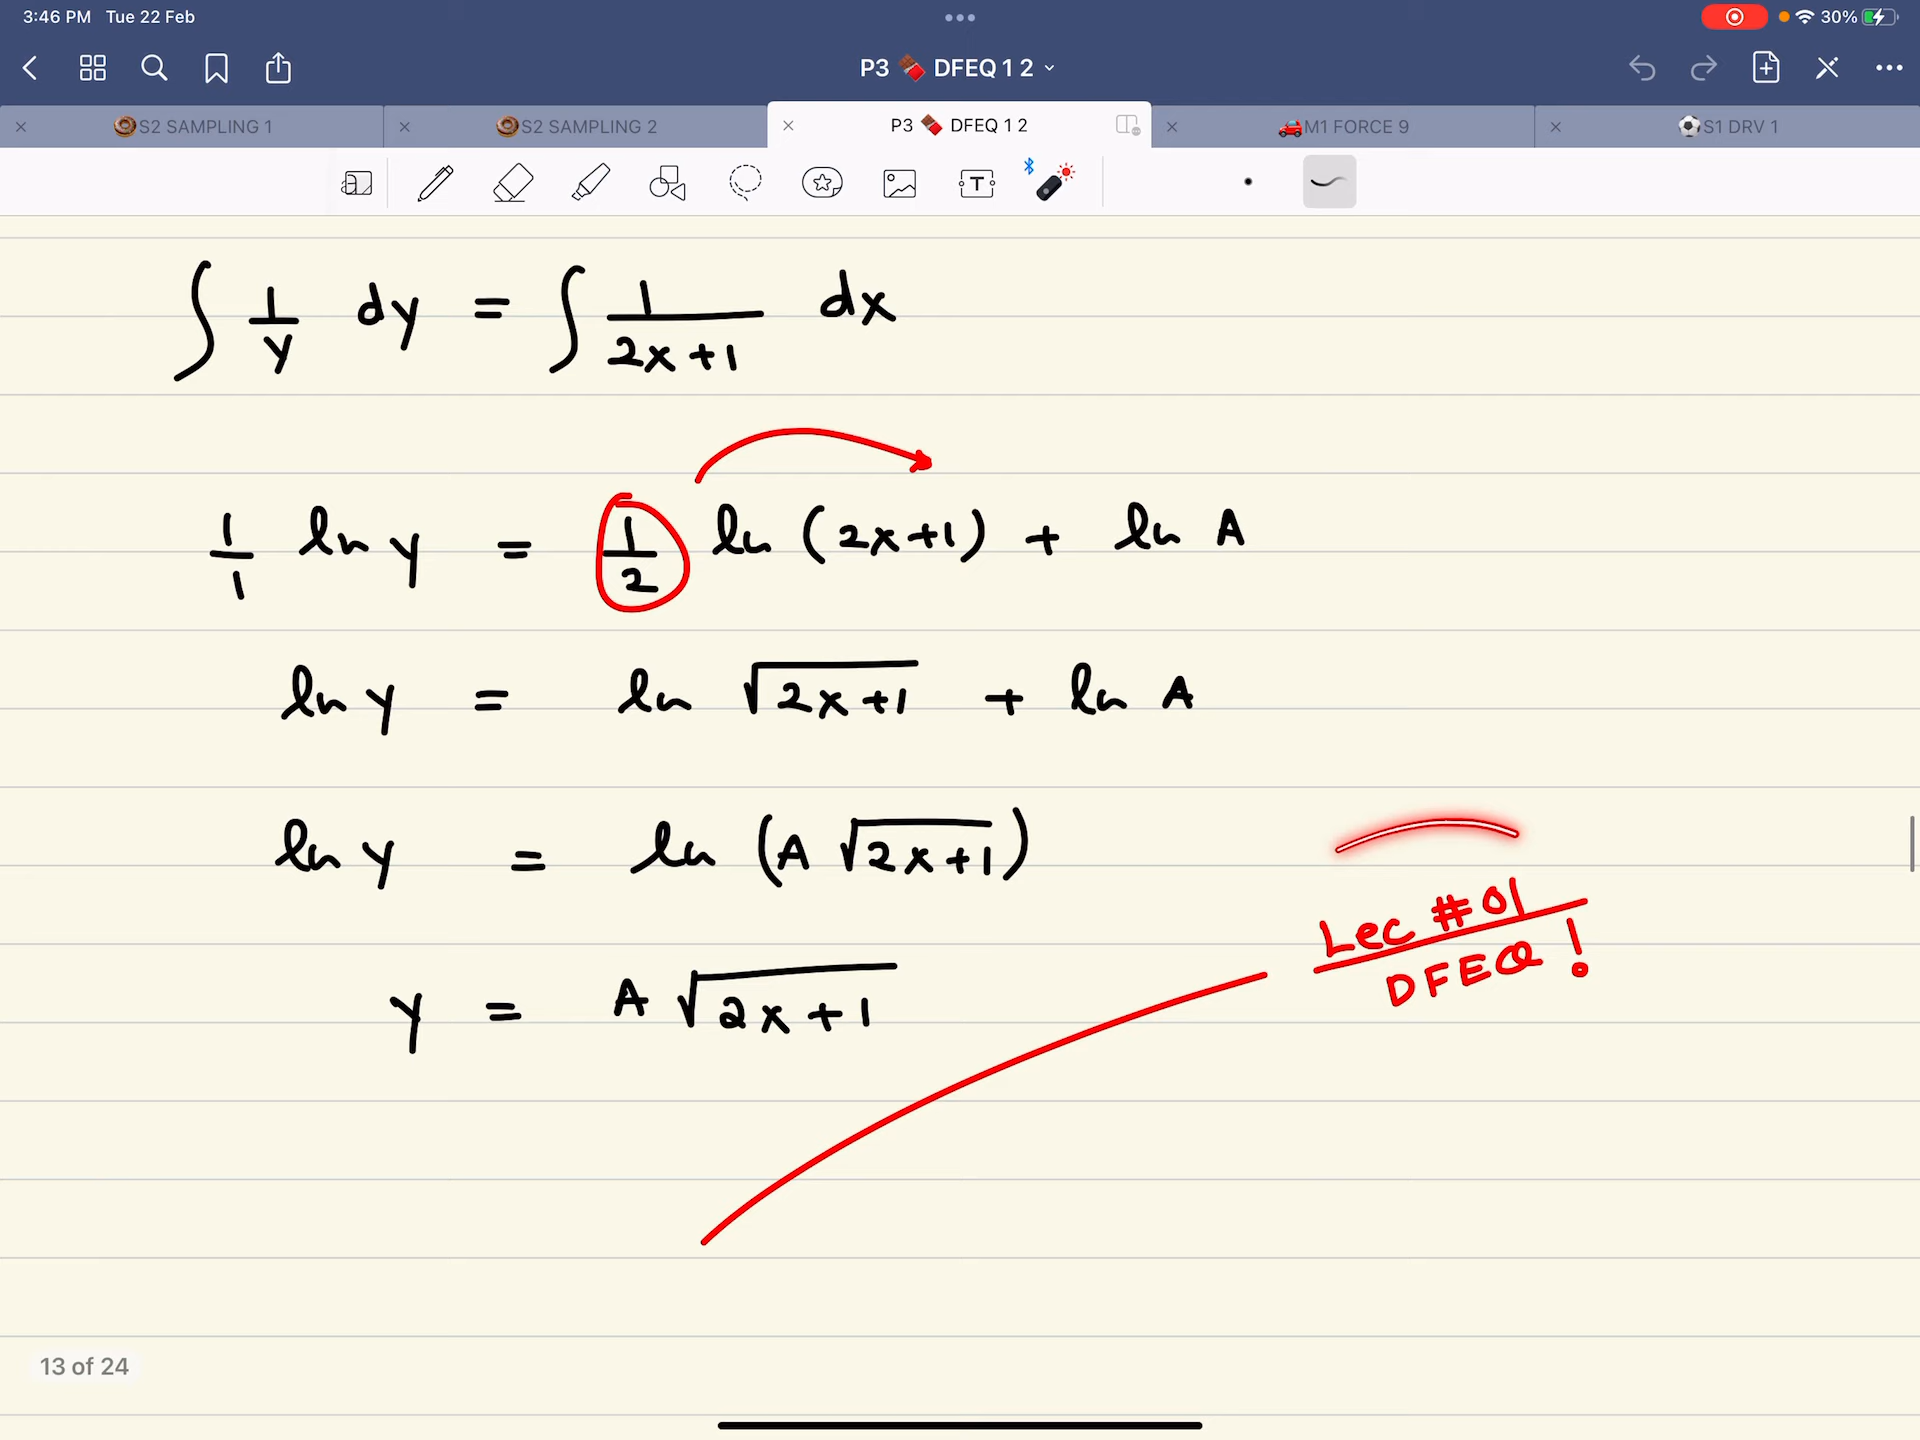 3:46 PM Tue 22 Feb
30%
P3 🍫 DFEQ 1 2
S2 SAMPLING 1
S2 SAMPLING 2
P3 🍫 DFEQ 1 2
M1 FORCE 9
S1 DRV 1
∫ 1/y dy = ∫ 1/(2x+1) dx
1/1 ln y = 1/2 ln (2x+1) + ln A
ln y = ln √(2x+1) + ln A
ln y = ln (A √(2x+1))
Lec #01
DFEQ !
y = A √(2x+1)
13 of 24